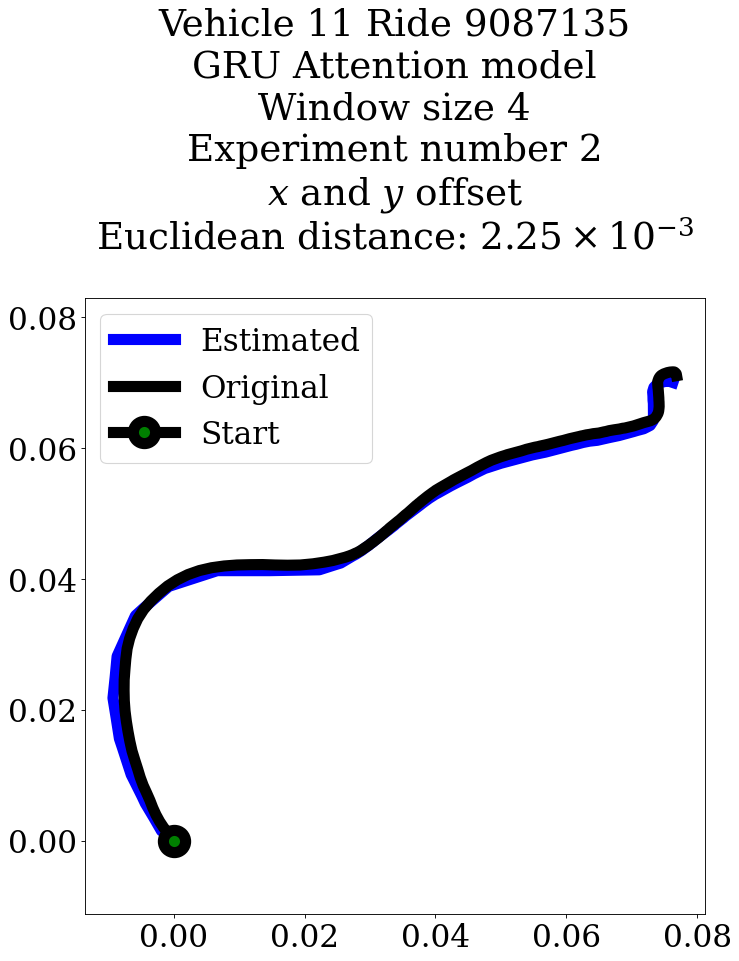 Vehicle 11 Ride 9087135
GRU Attention model
Window size 4
Experiment number 2
x and y offset
Euclidean distance: 2.25 × 10⁻³
Estimated
Original
Start
0.08
0.06
0.04
0.02
0.00
0.00 0.02 0.04 0.06 0.08